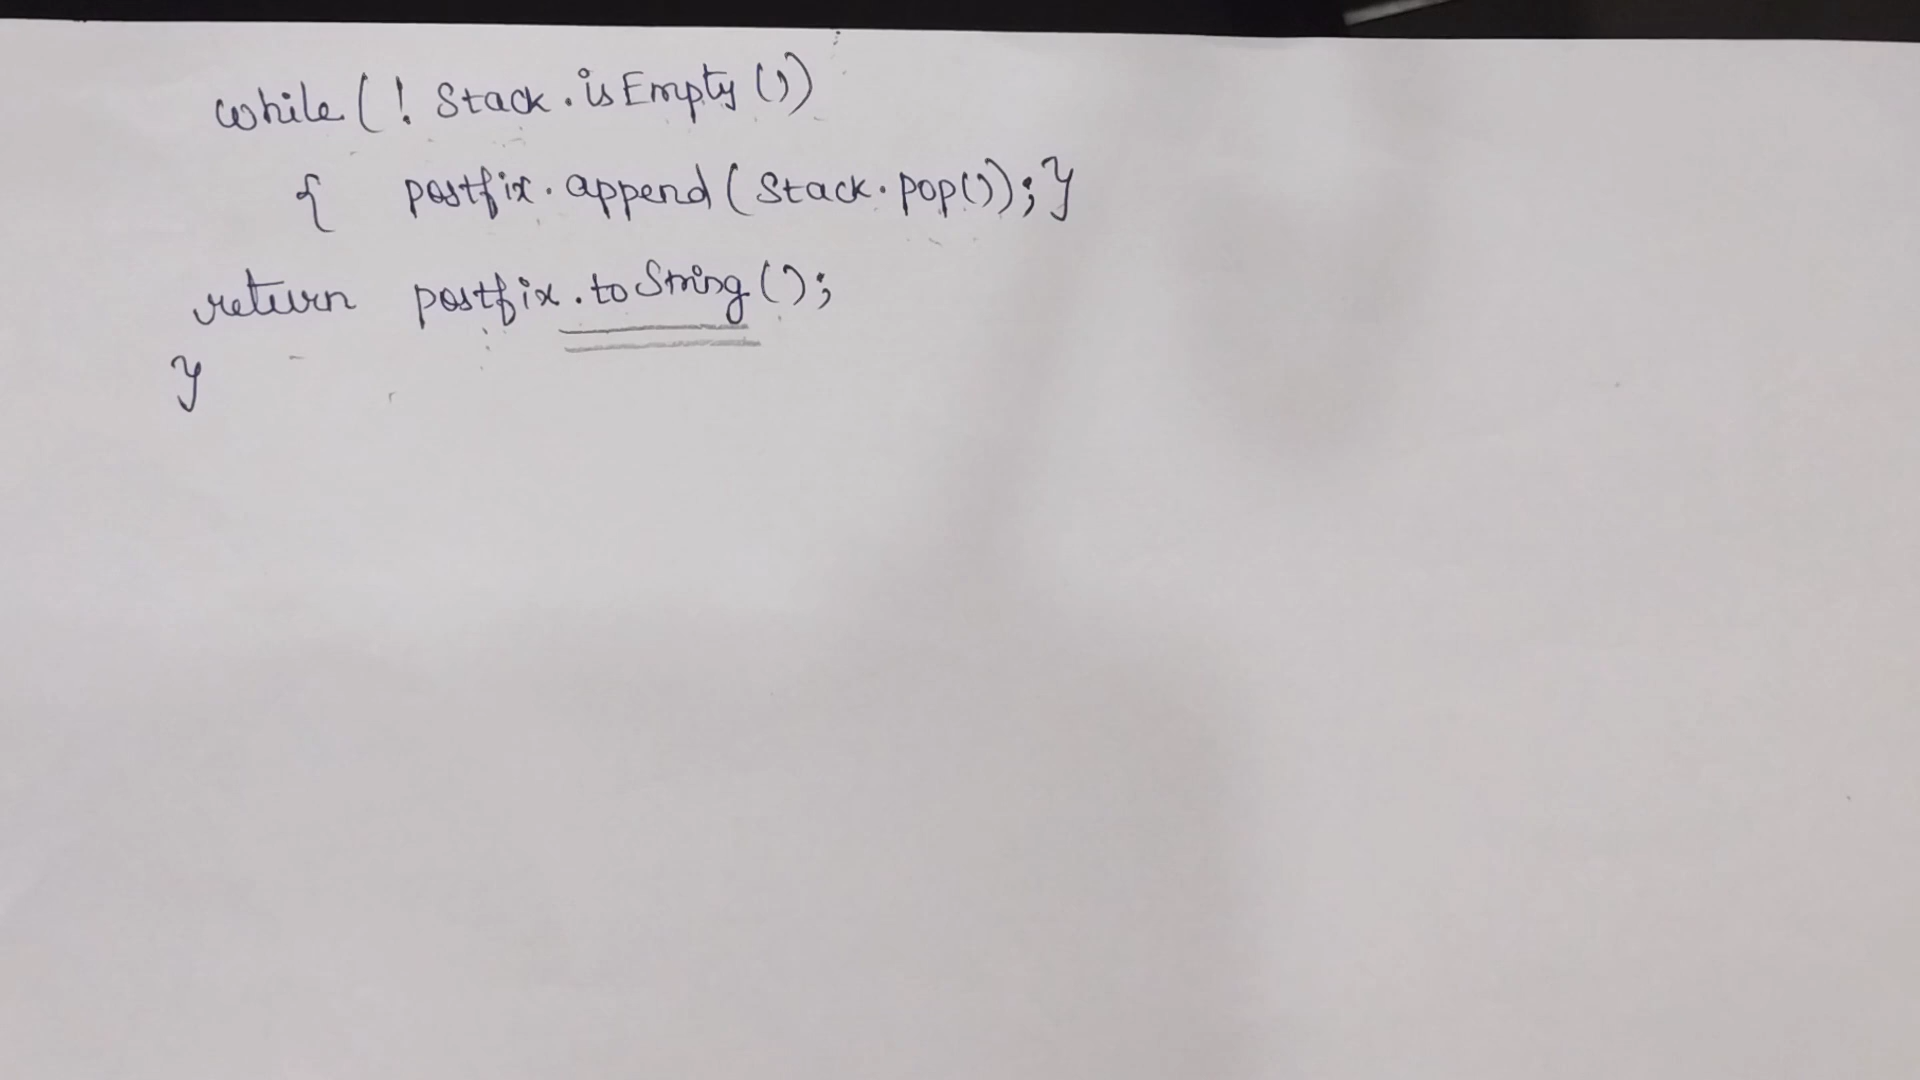 while(! Stack.isEmpty())
{ postfix.append(Stack.pop());}
return postfix.toString();
}